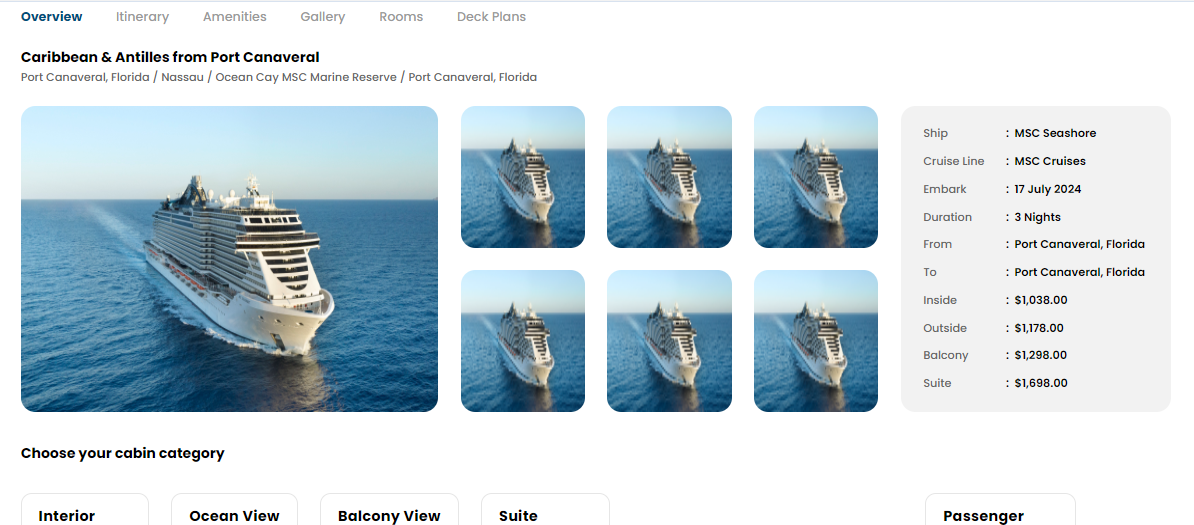 Overview Itinerary Amenities Gallery Rooms Deck Plans
Caribbean & Antilles from Port Canaveral
Port Canaveral, Florida / Nassau / Ocean Cay MSC Marine Reserve / Port Canaveral, Florida
Ship : MSC Seashore
Cruise Line : MSC Cruises
Embark : 17 July 2024
Duration : 3 Nights
From : Port Canaveral, Florida
To : Port Canaveral, Florida
Inside : $1,038.00
Outside : $1,178.00
Balcony : $1,298.00
Suite : $1,698.00
Choose your cabin category
Interior Ocean View Balcony View Suite Passenger